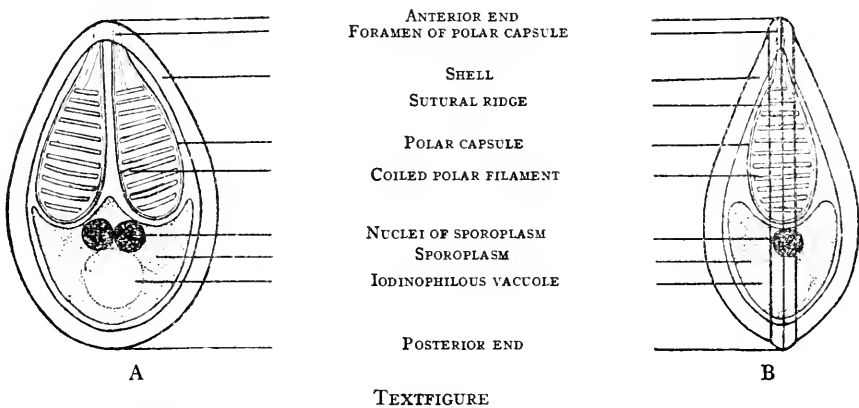 ANTERIOR END
FORAMEN OF POLAR CAPSULE
SHELL
SUTURAL RIDGE
POLAR CAPSULE
COILED POLAR FILAMENT
NUCLEI OF SPOROPLASM
SPOROPLASM
IODINOPHILOUS VACUOLE
POSTERIOR END
A
B
TEXTFIGURE